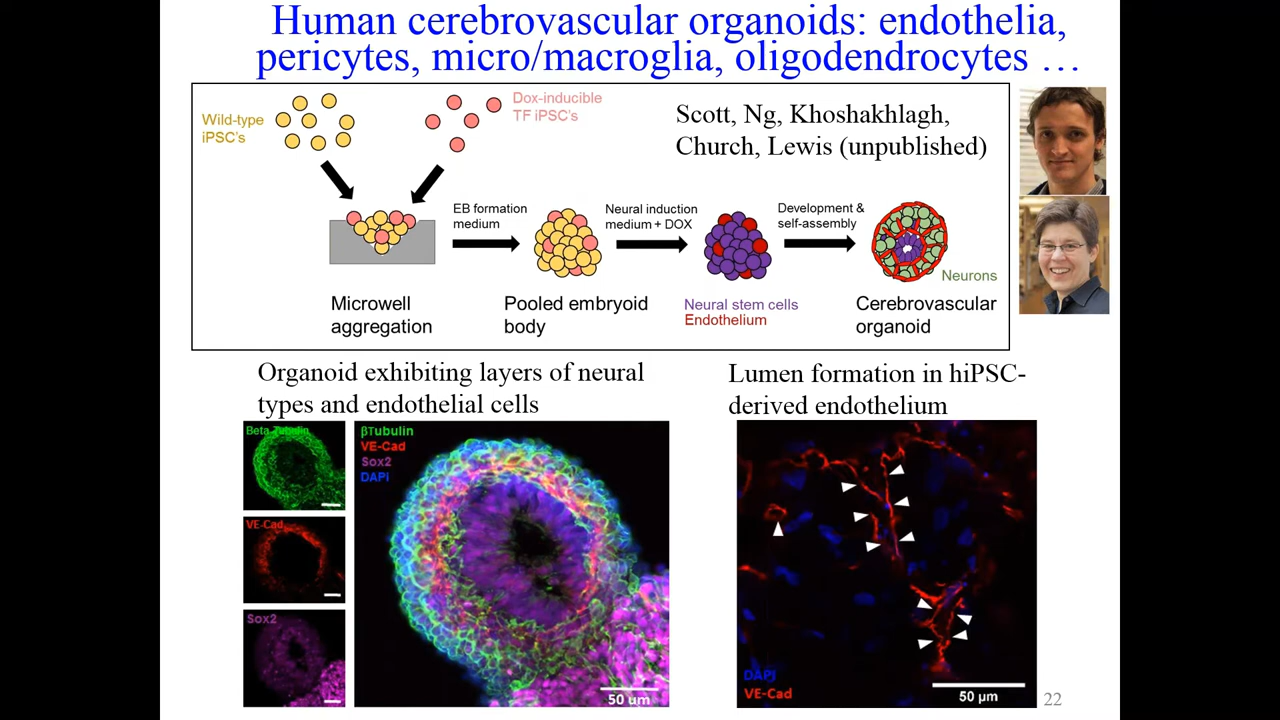 Human cerebrovascular organoids: endothelia,
pericytes, micro/macroglia, oligodendrocytes …
Wild-type
iPSC's
Dox-inducible
TF iPSC's
Scott, Ng, Khoshakhlagh,
Church, Lewis (unpublished)
EB formation
medium
Neural induction
medium + DOX
Development &
self-assembly
Neurons
Microwell
aggregation
Pooled embryoid
body
Neural stem cells
Endothelium
Cerebrovascular
organoid
Organoid exhibiting layers of neural
types and endothelial cells
Lumen formation in hiPSC-
derived endothelium
Beta-Tubulin
VE-Cad
Sox2
βTubulin
VE-Cad
Sox2
DAPI
50 um
DAPI
VE-Cad
50 µm
22